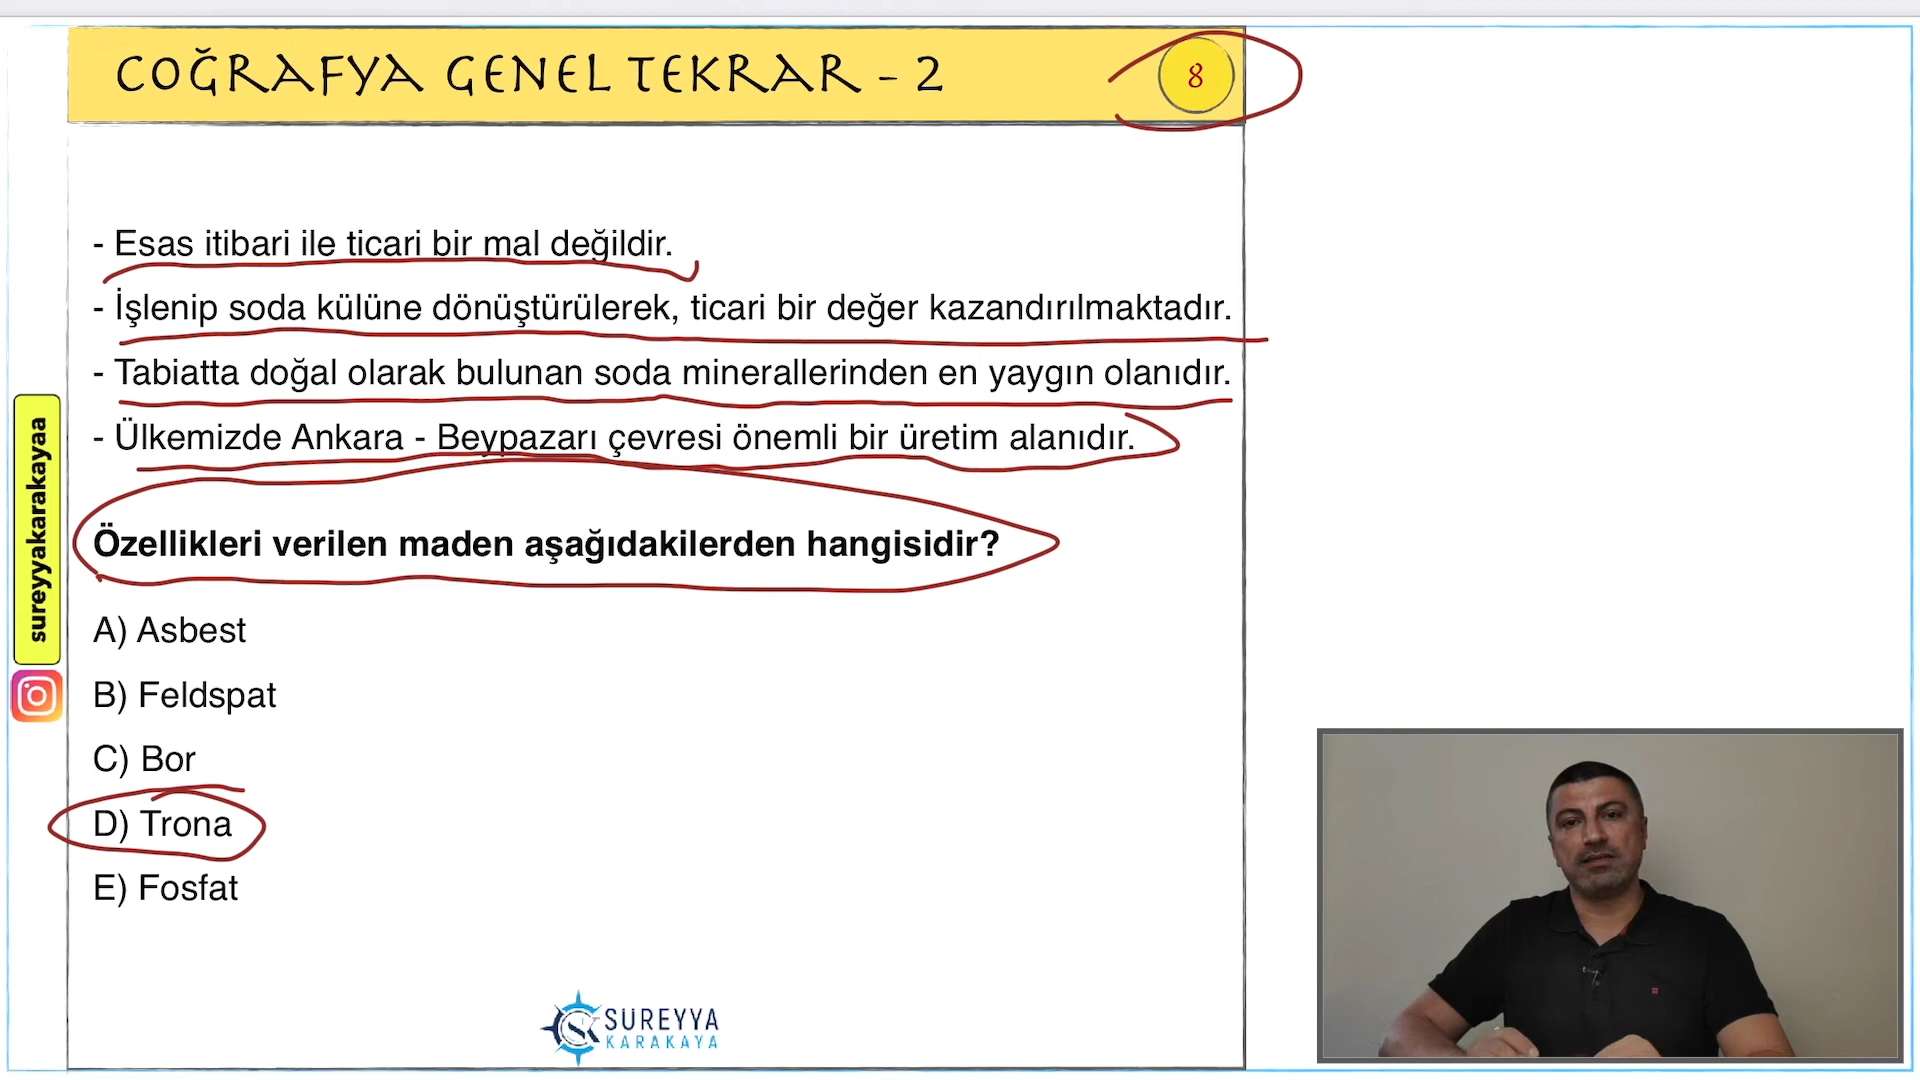 COĞRAFYA GENEL TEKRAR - 2
8
- Esas itibari ile ticari bir mal değildir.
- İşlenip soda külüne dönüştürülerek, ticari bir değer kazandırılmaktadır.
- Tabiatta doğal olarak bulunan soda minerallerinden en yaygın olanıdır.
- Ülkemizde Ankara - Beypazarı çevresi önemli bir üretim alanıdır.
Özellikleri verilen maden aşağıdakilerden hangisidir?
A) Asbest
B) Feldspat
C) Bor
D) Trona
E) Fosfat
sureyyakarakayaa
SK
SUREYYA
KARAKAYA